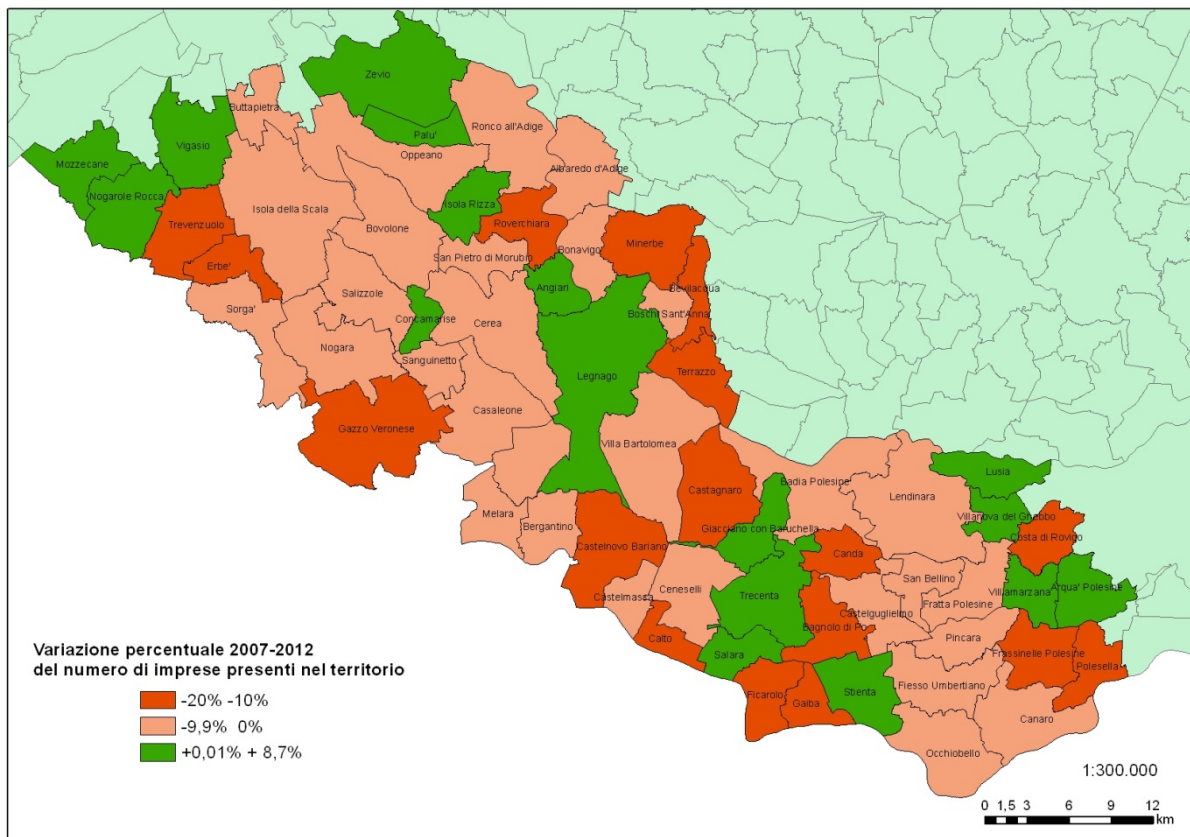 Zevio
Buttapietra
Palu'
Ronco all'Adige
Vigasio
Oppeano
Mozzecane
Albaredo d'Adige
Nogarole Rocca
Isola Rizza
Isola della Scala
Trevenzuolo
Roverchiara
Bovolone
Minerbe
Bonavigo
San Pietro di Morubio
Erbe'
Bevilacqua
Angiari
Salizzole
Sorga'
Boschi Sant'Anna
Concamarise
Cerea
Nogara
Sanguinetto
Terrazzo
Legnago
Casaleone
Gazzo Veronese
Villa Bartolomea
Lusia
Badia Polesine
Castagnaro
Lendinara
Melara
Villanova del Ghebbo
Bergantino
Giacciano con Baruchella
Costa di Rovigo
Castelnovo Bariano
Canda
San Bellino
Ceneselli
Arqua' Polesine
Villamarzana
Castelmassa
Trecenta
Fratta Polesine
Castelguglielmo
Bagnolo di Po
Pincara
Calto
Salara
Frassinelle Polesine
Polesella
Fiesso Umbertiano
Stienta
Ficarolo
Gaiba
Canaro
Occhiobello
Variazione percentuale 2007-2012
del numero di imprese presenti nel territorio
-20% -10%
-9,9% 0%
+0,01% + 8,7%
1:300.000
0 1,5 3 6 9 12
km